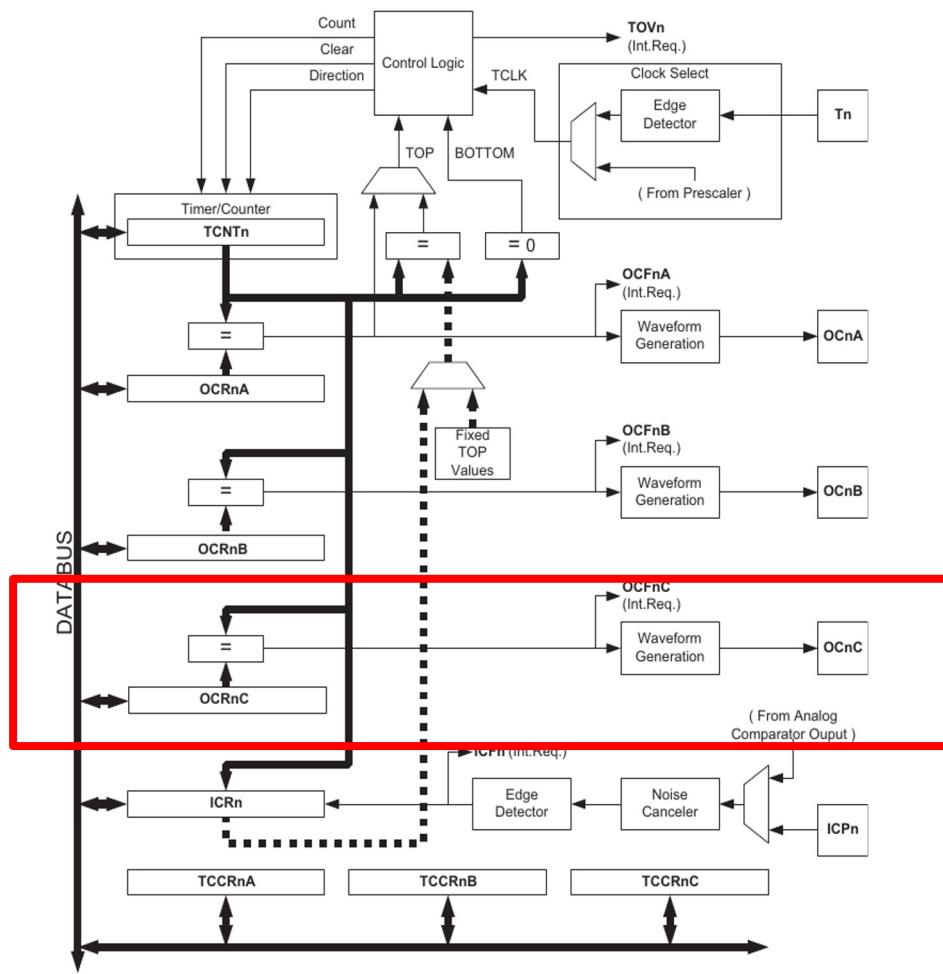 Count
Clear
Direction
Control Logic
TOVn
(Int.Req.)
TCLK
Clock Select
Edge
Detector
Tn
( From Prescaler )
TOP
BOTTOM
Timer/Counter
TCNTn
=
= 0
OCFnA
(Int.Req.)
=
Waveform
Generation
OCnA
OCRnA
Fixed
TOP
Values
OCFnB
(Int.Req.)
=
Waveform
Generation
OCnB
OCRnB
DATABUS
OCFnC
(Int.Req.)
=
Waveform
Generation
OCnC
OCRnC
( From Analog
Comparator Ouput )
ICFn (Int.Req.)
ICRn
Edge
Detector
Noise
Canceler
ICPn
TCCRnA
TCCRnB
TCCRnC